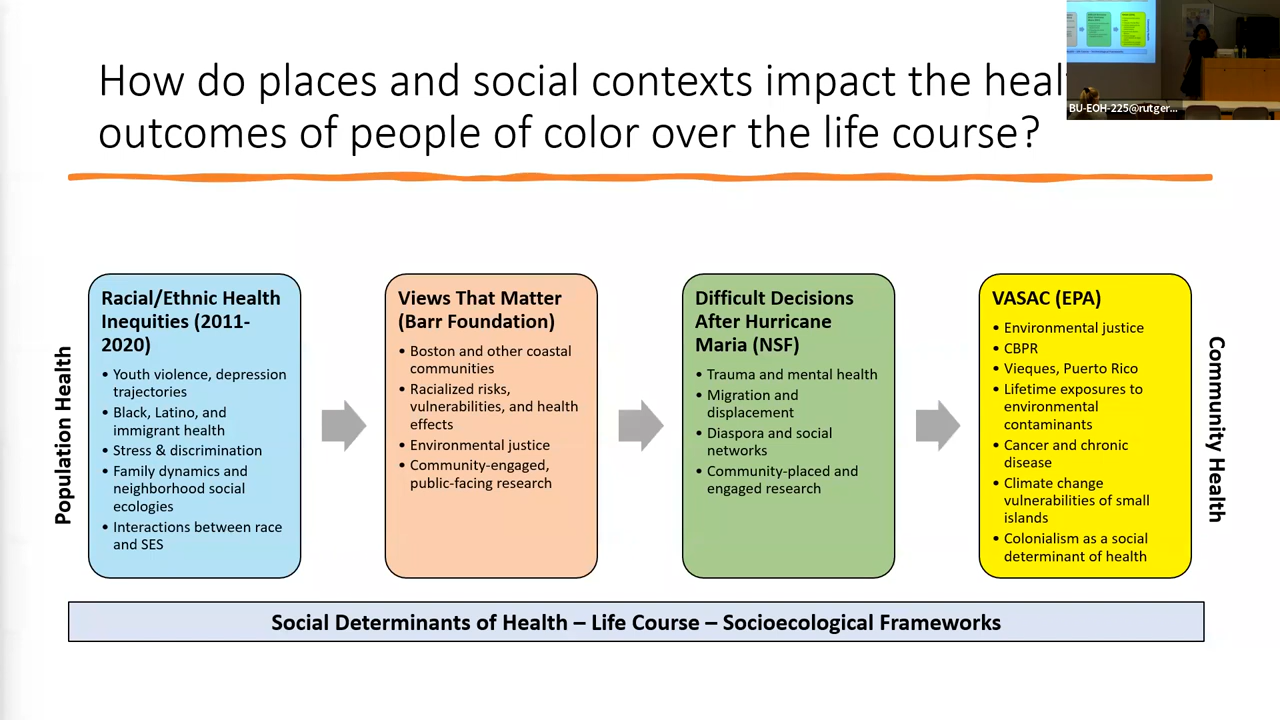 How do places and social contexts impact the heal
outcomes of people of color over the life course?
BU-EOH-225@rutger...
Population Health
Racial/Ethnic Health
Inequities (2011-
2020)
• Youth violence, depression
trajectories
• Black, Latino, and
immigrant health
• Stress & discrimination
• Family dynamics and
neighborhood social
ecologies
• Interactions between race
and SES
Views That Matter
(Barr Foundation)
• Boston and other coastal
communities
• Racialized risks,
vulnerabilities, and health
effects
• Environmental justice
• Community-engaged,
public-facing research
Difficult Decisions
After Hurricane
Maria (NSF)
• Trauma and mental health
• Migration and
displacement
• Diaspora and social
networks
• Community-placed and
engaged research
VASAC (EPA)
• Environmental justice
• CBPR
• Vieques, Puerto Rico
• Lifetime exposures to
environmental
contaminants
• Cancer and chronic
disease
• Climate change
vulnerabilities of small
islands
• Colonialism as a social
determinant of health
Community Health
Social Determinants of Health – Life Course – Socioecological Frameworks